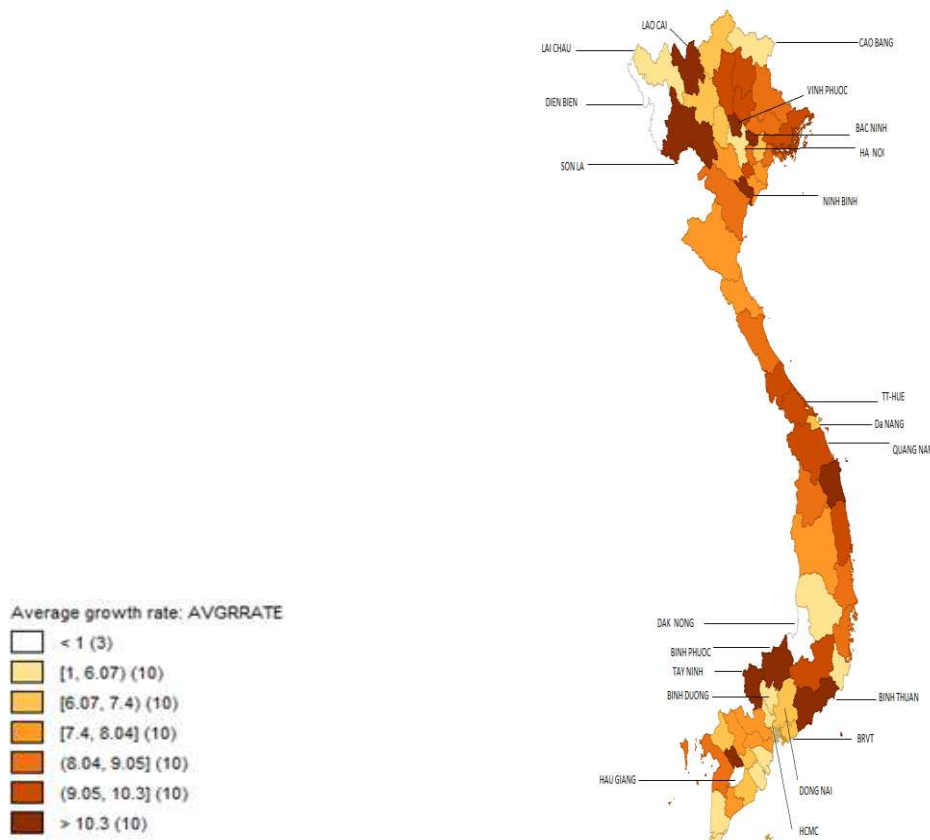 LAO CAI
LAI CHAU
CAO BANG
VINH PHUOC
DIEN BIEN
BAC NINH
HA NOI
SON LA
NINH BINH
TT-HUE
Da NANG
QUANG NAM
DAK NONG
BINH PHUOC
TAY NINH
BINH DUONG
BINH THUAN
BRVT
HAU GIANG
DONG NAI
HCMC
Average growth rate: AVGRRATE
< 1 (3)
[1, 6.07) (10)
[6.07, 7.4) (10)
[7.4, 8.04] (10)
(8.04, 9.05] (10)
(9.05, 10.3] (10)
> 10.3 (10)